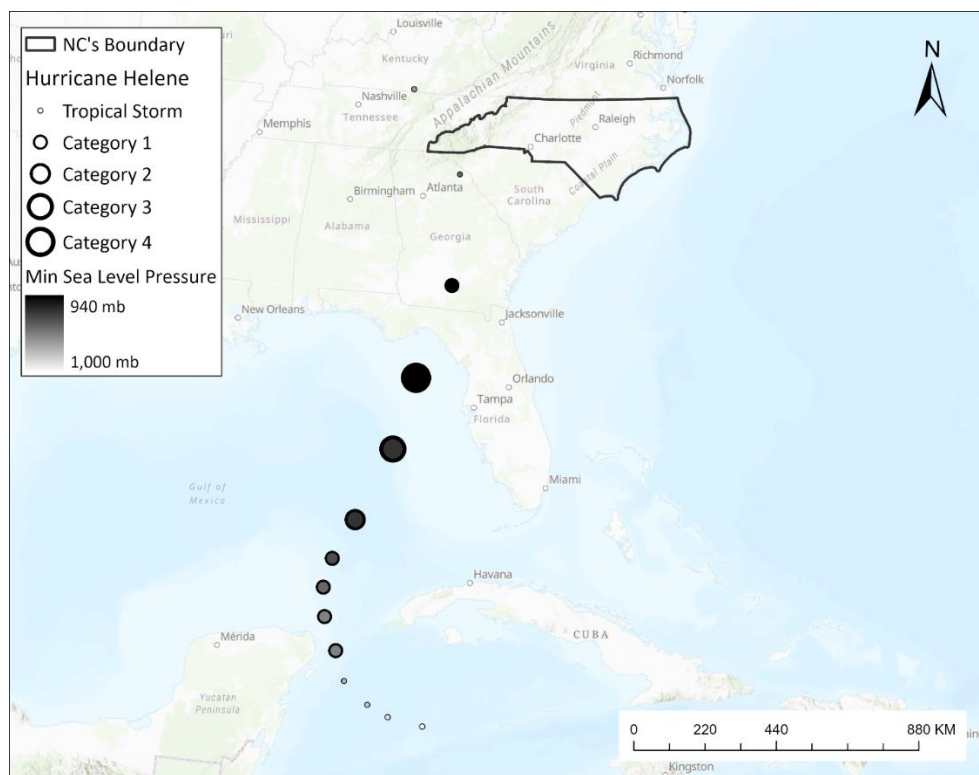 NC's Boundary
Hurricane Helene
Tropical Storm
Category 1
Category 2
Category 3
Category 4
Min Sea Level Pressure
940 mb
1,000 mb
N
Louisville
Kentucky
Appalachian Mountains
Virginia
Richmond
Norfolk
Nashville
Tennessee
Memphis
Piedmont
Raleigh
Charlotte
Coastal Plain
Birmingham
Atlanta
South
Carolina
Mississippi
Alabama
Georgia
New Orleans
Jacksonville
Orlando
Tampa
Florida
Gulf of
Mexico
Miami
Havana
CUBA
Mérida
Yucatan
Peninsula
0 220 440 880 KM
Kingston